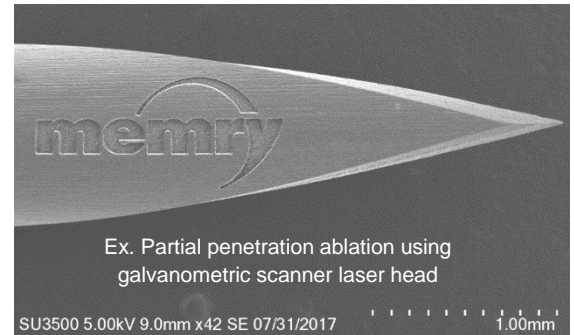 memry
Ex. Partial penetration ablation using
galvanometric scanner laser head
SU3500 5.00kV 9.0mm x42 SE 07/31/2017
1.00mm